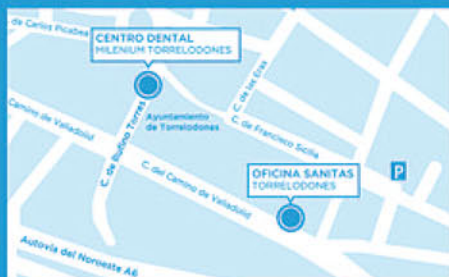 C. de Carlos Picabea
CENTRO DENTAL
MILENIUM TORRELODONES
C. de las Eras
Camino de Valladolid
C. de Rufino Torres
Ayuntamiento
de Torrelodones
C. de Francisco Sicilia
C. del Camino de Valladolid
OFICINA SANITAS
TORRELODONES
P
Autovía del Noroeste A6